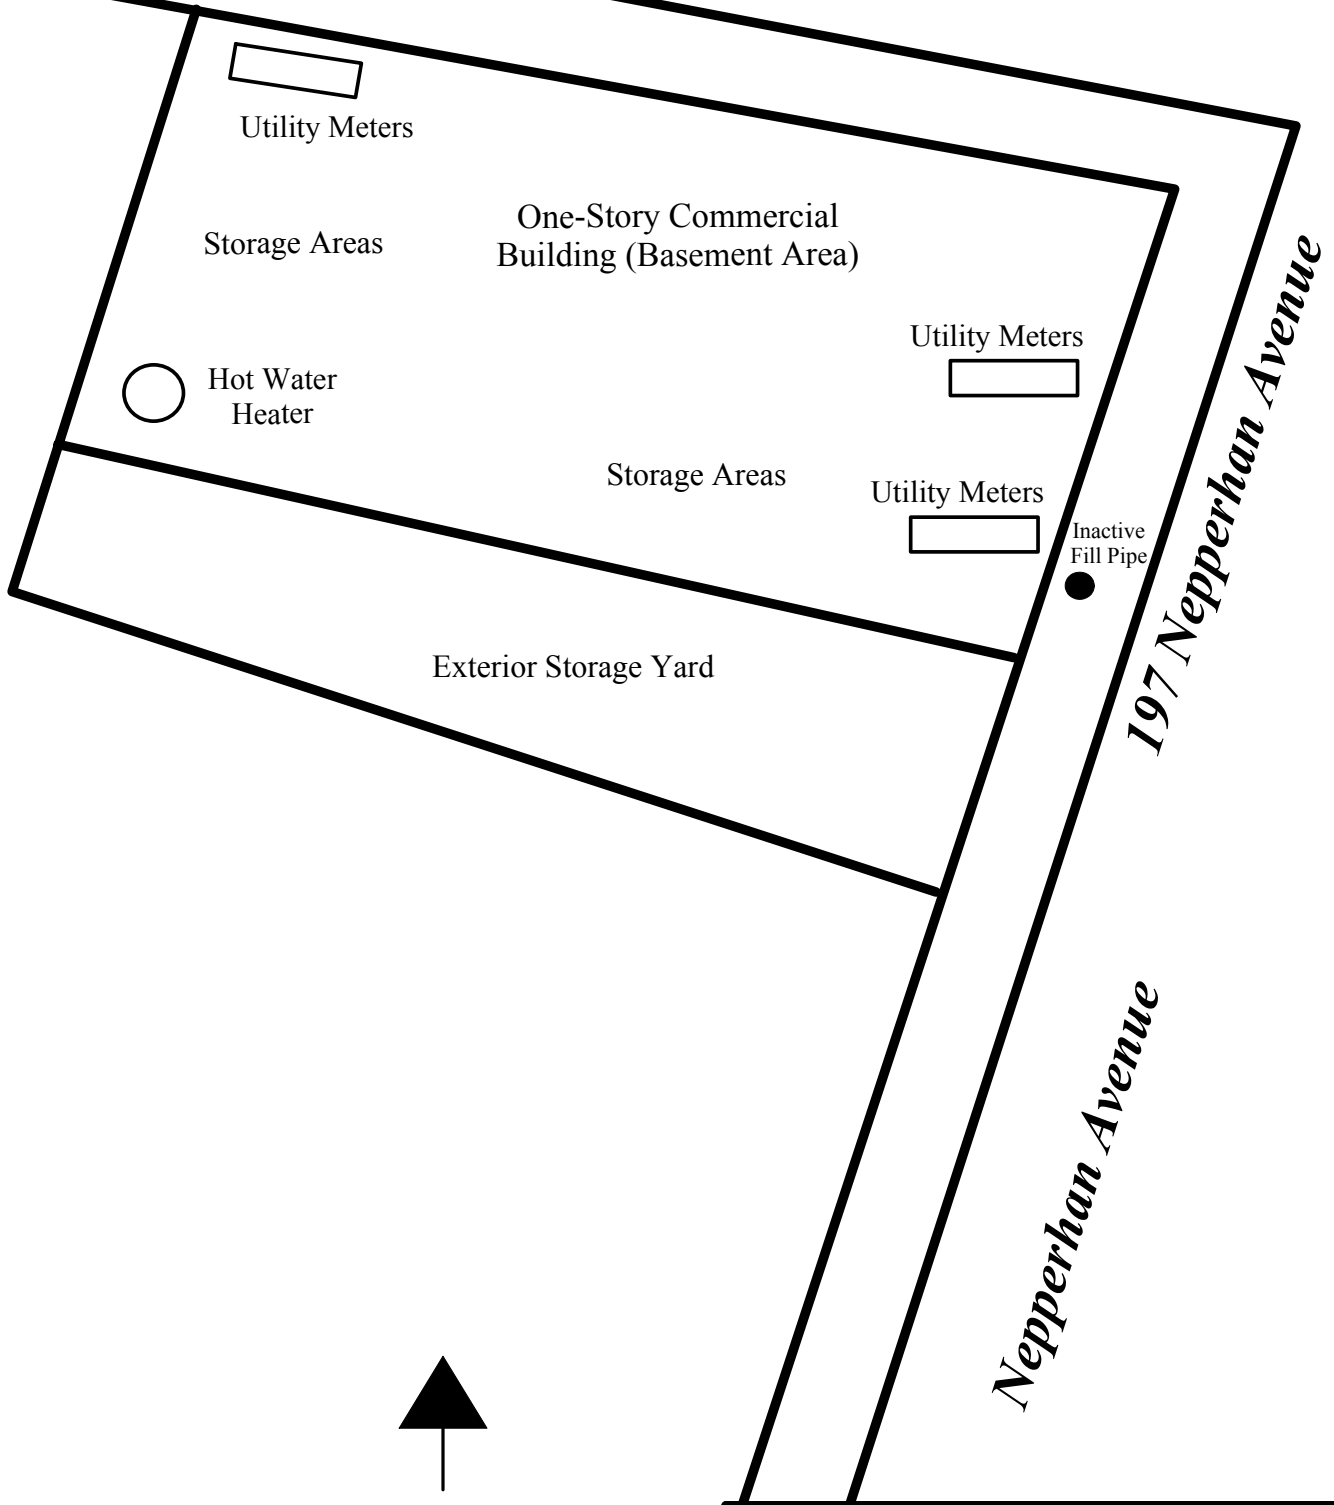 Utility Meters
One-Story Commercial
Building (Basement Area)
Storage Areas
Utility Meters
Hot Water
Heater
Storage Areas
Utility Meters
Inactive
Fill Pipe
197 Nepperhan Avenue
Exterior Storage Yard
Nepperhan Avenue